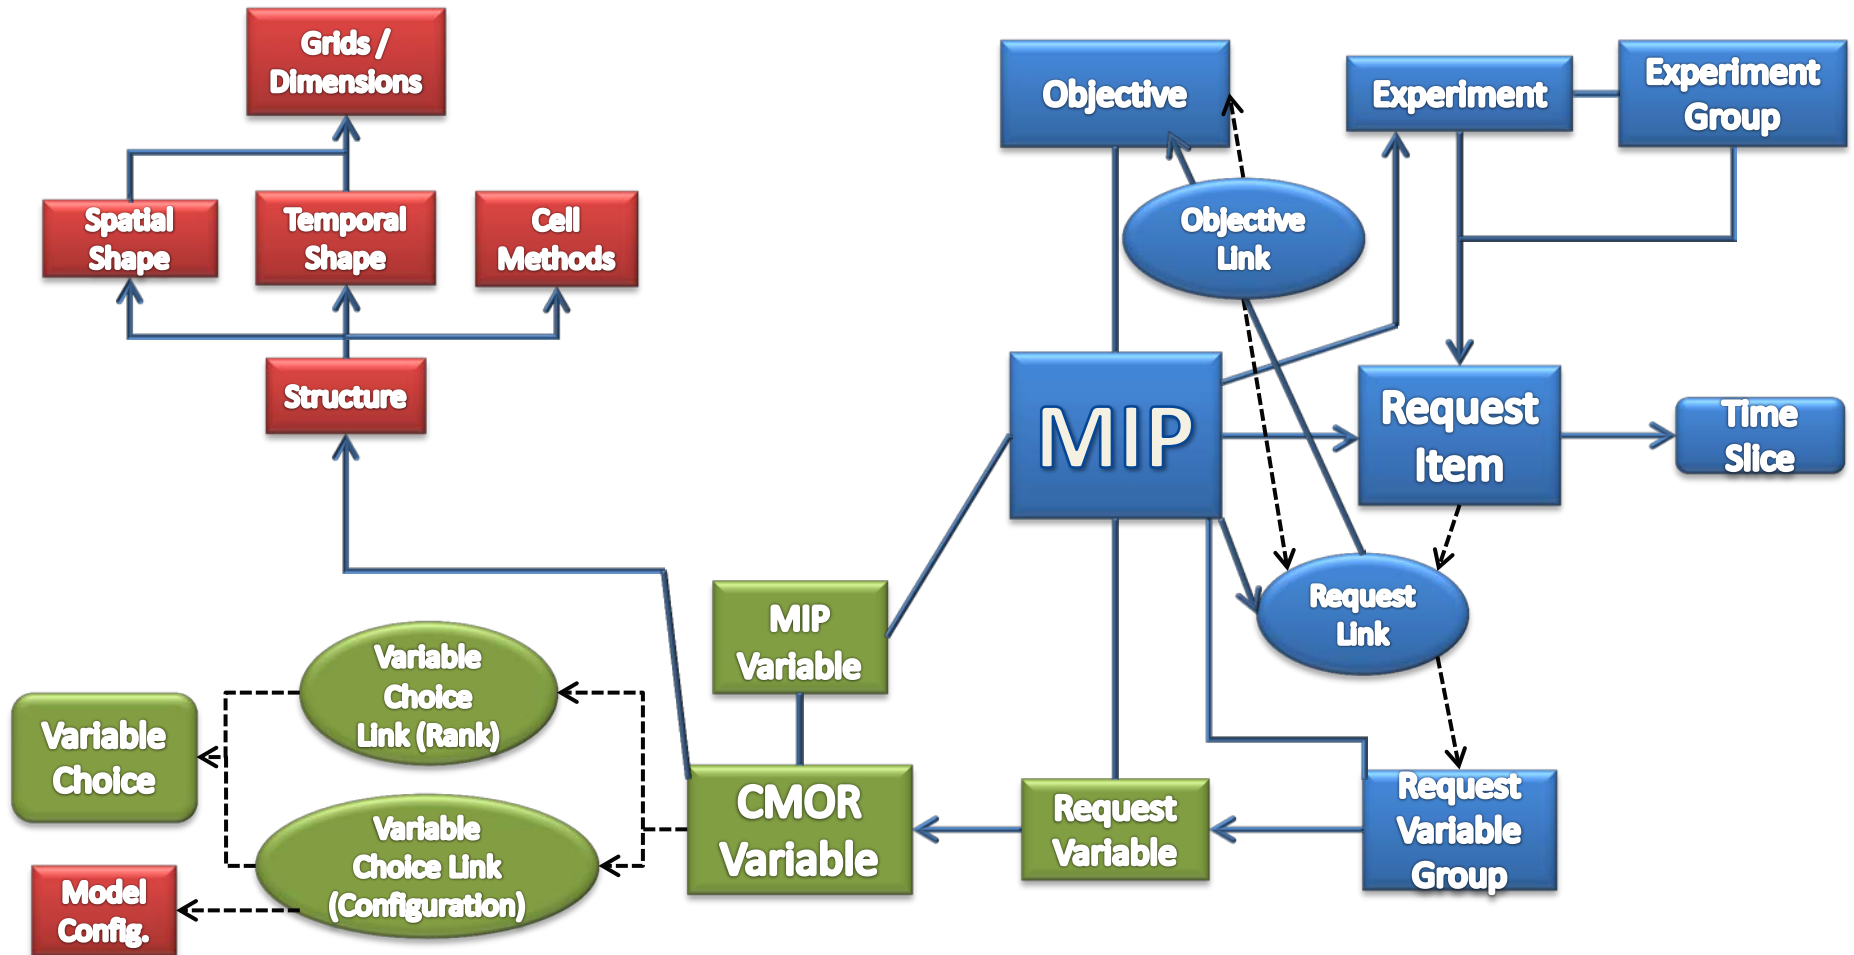 Grids /
Dimensions
Objective
Experiment
Experiment
Group
Spatial
Shape
Temporal
Shape
Cell
Methods
Objective
Link
Structure
MIP
Request
Item
Time
Slice
MIP
Variable
Request
Link
Variable
Choice
Link (Rank)
Variable
Choice
CMOR
Variable
Request
Variable
Request
Variable
Group
Variable
Choice Link
(Configuration)
Model
Config.